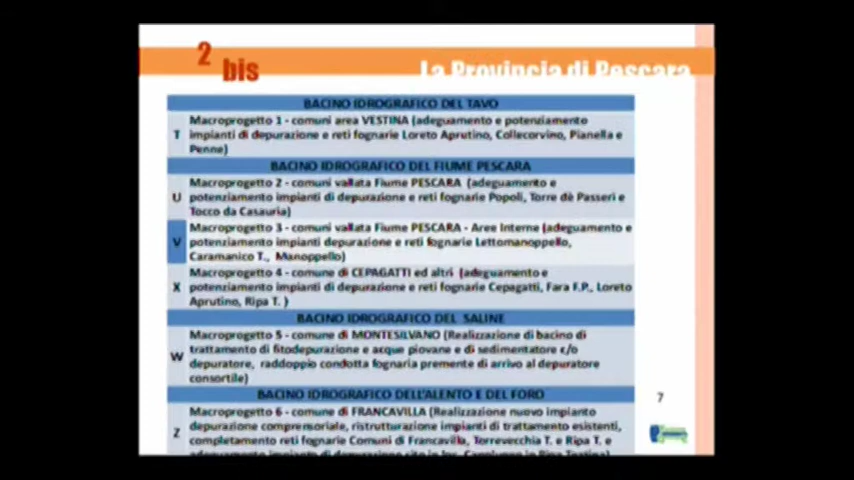 2
bis
La Provincia di Pescara
BACINO IDROGRAFICO DEL TAVO
T
Macroprogetto 1 - comuni area VESTINA (adeguamento e potenziamento
impianti di depurazione e reti fognarie Loreto Aprutino, Collecorvino, Pianella e
Penne)
BACINO IDROGRAFICO DEL FIUME PESCARA
U
Macroprogetto 2 - comuni vallata Fiume PESCARA (adeguamento e
potenziamento impianti di depurazione e reti fognarie Popoli, Torre dè Passeri e
Tocco da Casauria)
V
Macroprogetto 3 - comuni vallata Fiume PESCARA - Aree Interne (adeguamento e
potenziamento impianti depurazione e reti fognarie Lettomanoppello,
Caramanico T., Manoppello)
X
Macroprogetto 4 - comune di CEPAGATTI ed altri (adeguamento e
potenziamento impianti di depurazione e reti fognarie Cepagatti, Fara F.P., Loreto
Aprutino, Ripa T. )
BACINO IDROGRAFICO DEL SALINE
W
Macroprogetto 5 - comune di MONTESILVANO (Realizzazione di bacino di
trattamento di fitodepurazione e acque piovane e di sedimentatore c/o
depuratore, raddoppio condotta fognaria premente di arrivo al depuratore
consortile)
BACINO IDROGRAFICO DELL'ALENTO E DEL FORO
Z
Macroprogetto 6 - comune di FRANCAVILLA (Realizzazione nuovo impianto
depurazione comprensoriale, ristrutturazione impianti di trattamento esistenti,
completamento reti fognarie Comuni di Francavilla, Torrevecchia T. e Ripa T. e
adeguamento impianto di depurazione sito in loc.
7